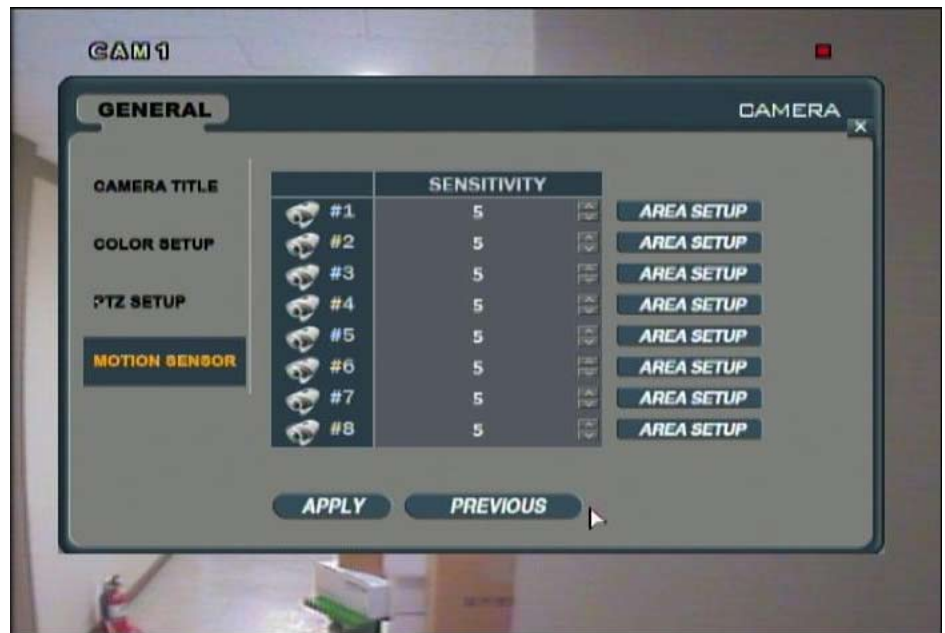 CAM 1
GENERAL
CAMERA
CAMERA TITLE
COLOR SETUP
PTZ SETUP
MOTION SENSOR
SENSITIVITY
#1 5 AREA SETUP
#2 5 AREA SETUP
#3 5 AREA SETUP
#4 5 AREA SETUP
#5 5 AREA SETUP
#6 5 AREA SETUP
#7 5 AREA SETUP
#8 5 AREA SETUP
APPLY PREVIOUS